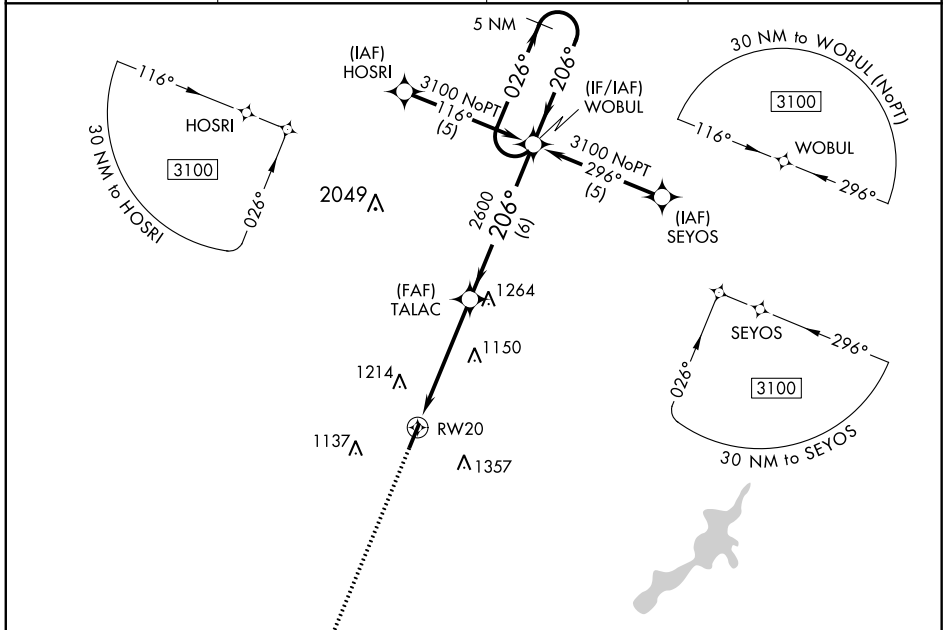 5 NM
(IAF)
HOSRI
026°
206°
(IF/IAF)
WOBUL
3100 NoPT
116°
(5)
3100 NoPT
296°
(5)
(IAF)
SEYOS
116°
HOSRI
3100
026°
30 NM to HOSRI
30 NM to WOBUL (NoPT)
3100
116°
WOBUL
296°
2049
2600
206°
(6)
(FAF)
TALAC
1264
1150
1214
RW20
1137
1357
SEYOS
296°
026°
3100
30 NM to SEYOS